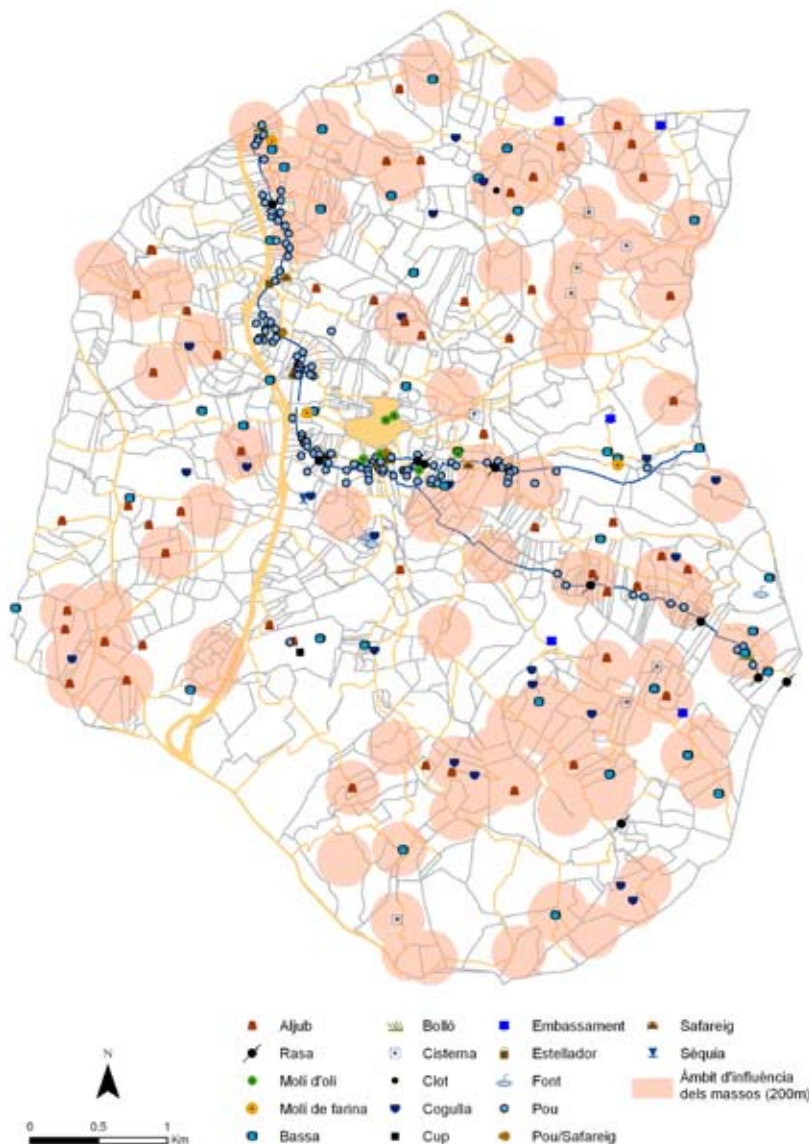 Aljub
Rasa
Molí d'oli
Molí de farina
Bassa
Bolló
Cisterna
Clot
Cogulla
Cup
Embassament
Estellador
Font
Pou
Pou/Safareig
Safareig
Séquia
Àmbit d'influència
dels massos (200m)
N
0 0.5 1
Km